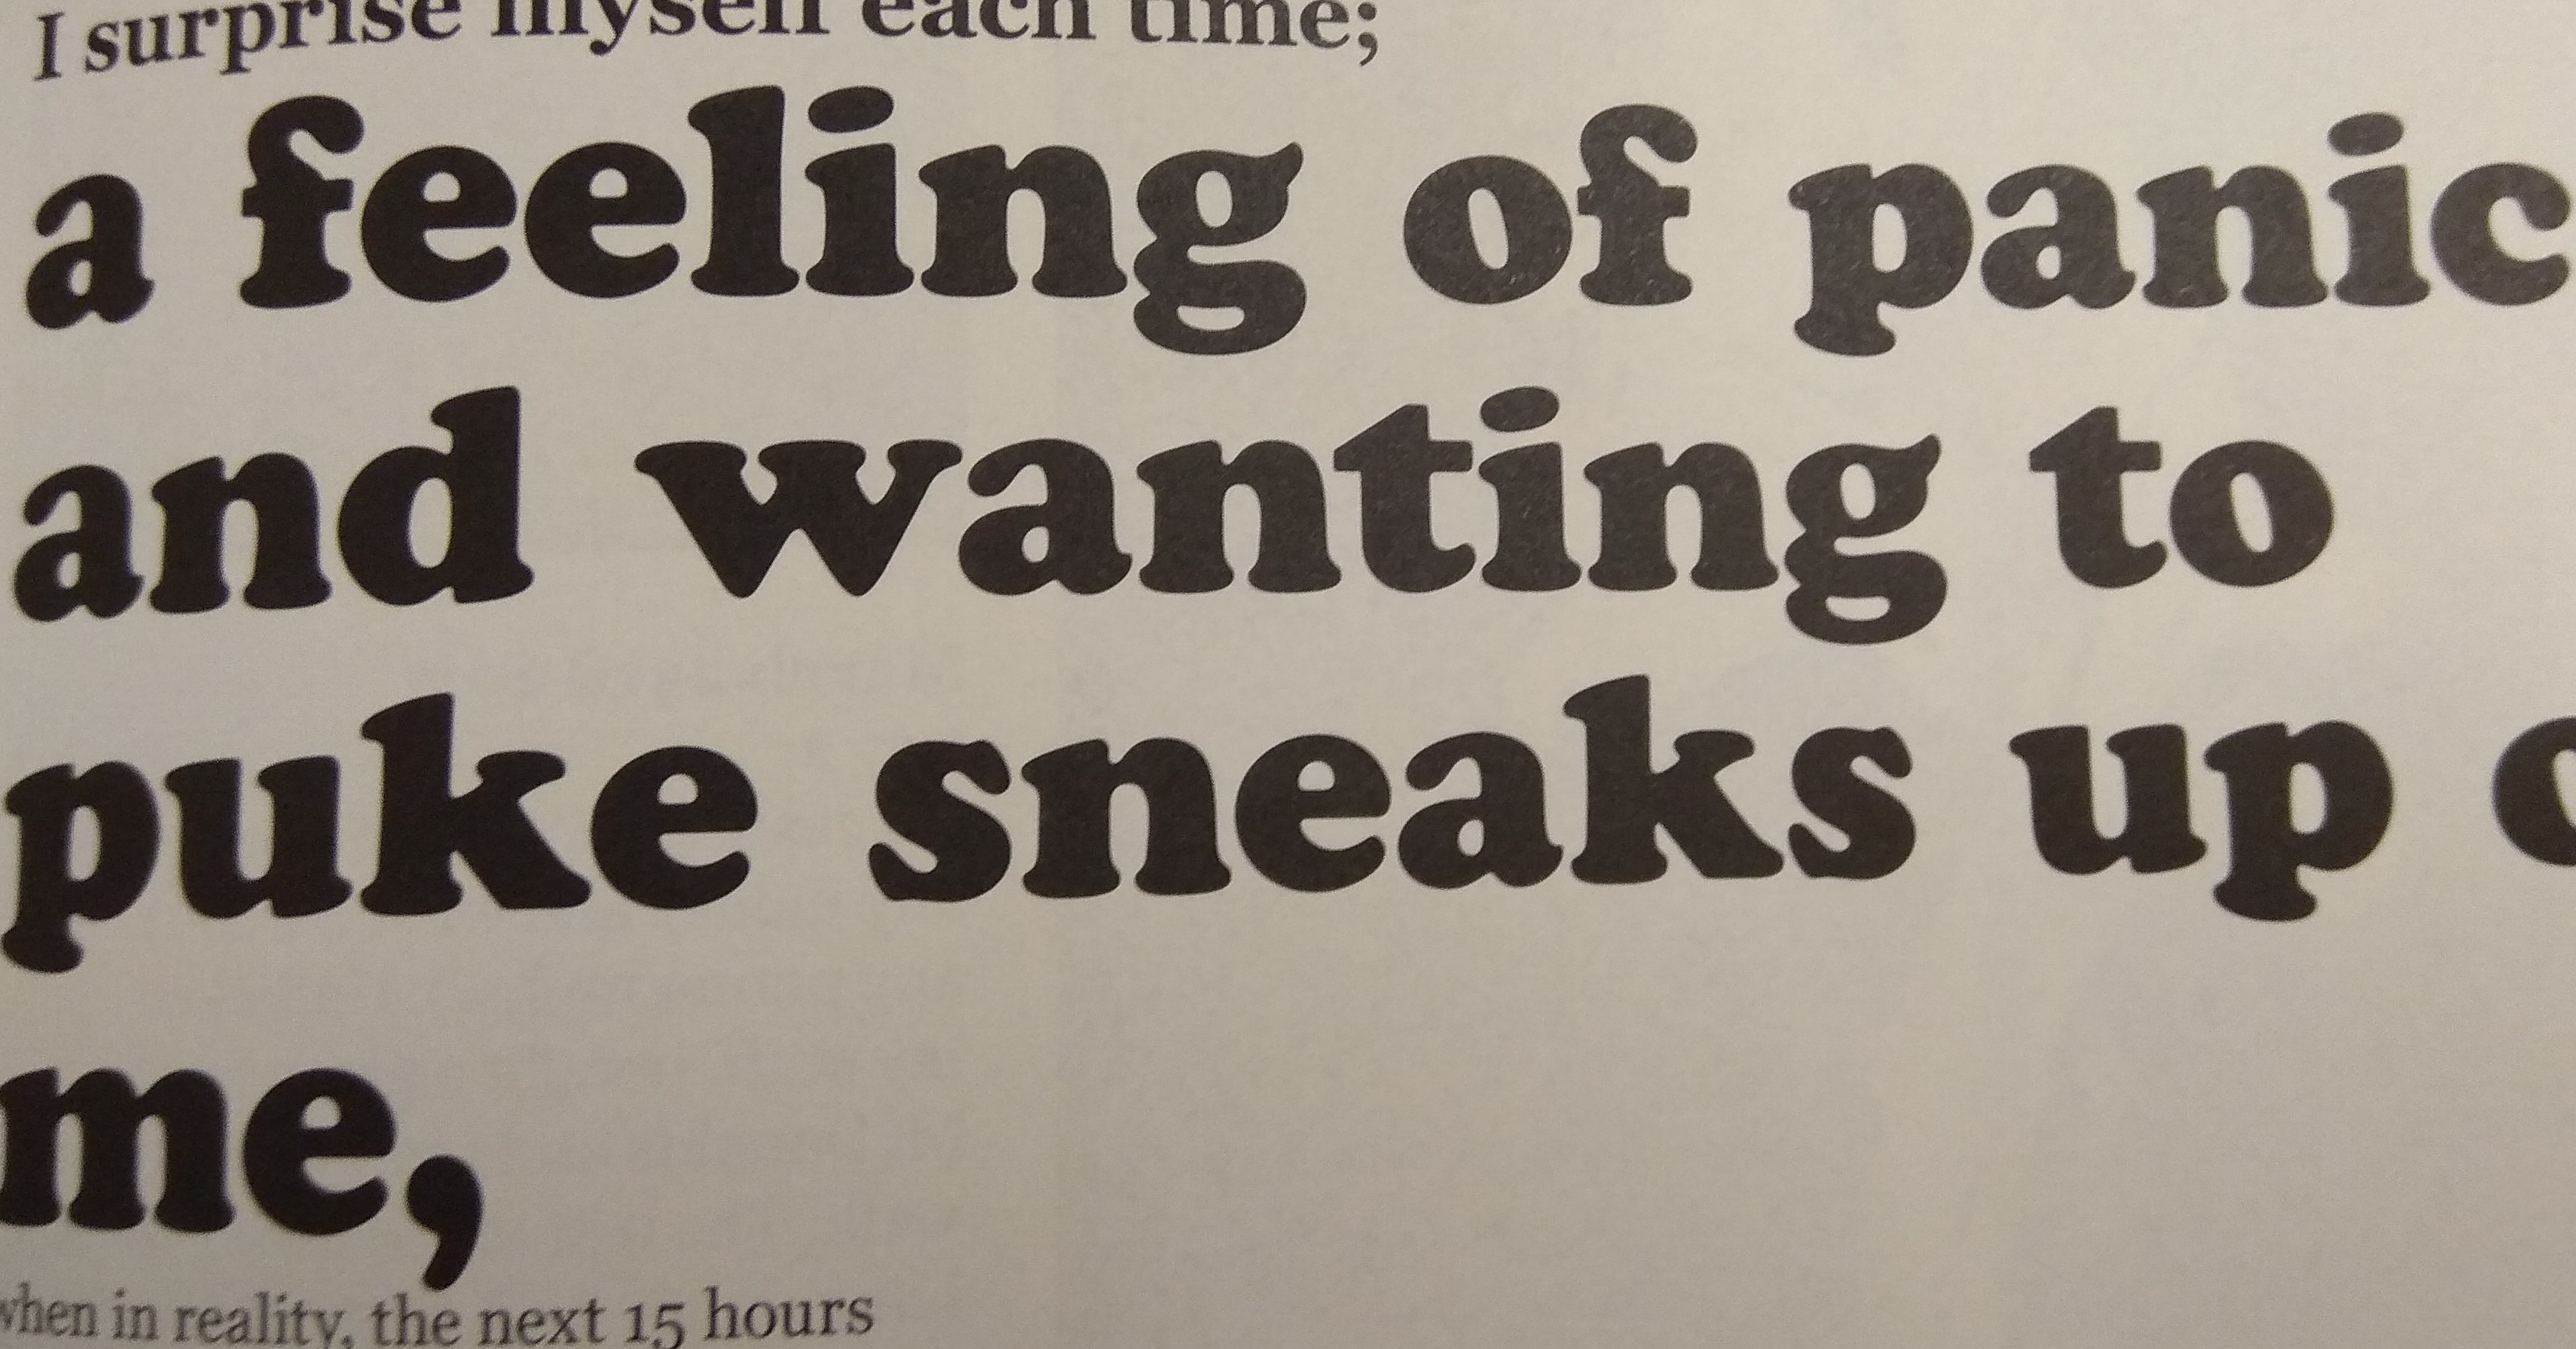 I surprise myself each time;
a feeling of panic
and wanting to
puke sneaks up
me,
when in reality, the next 15 hours